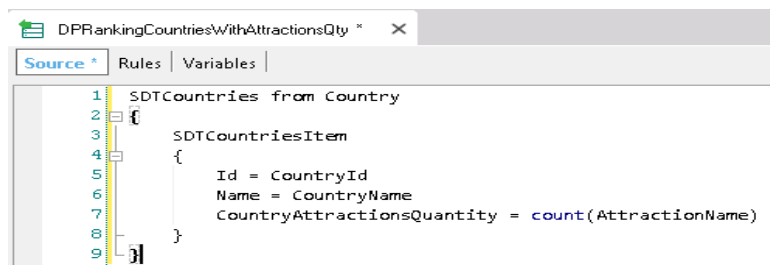 DPRankingCountriesWithAttractionsQty * ×
Source * Rules Variables
1 SDTCountries from Country
2 {
3 SDTCountriesItem
4 {
5 Id = CountryId
6 Name = CountryName
7 CountryAttractionsQuantity = count(AttractionName)
8 }
9 }